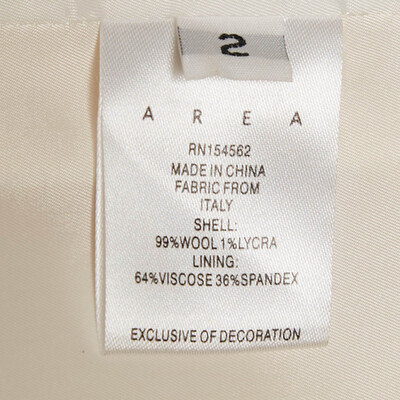 2
AREA
RN154562
MADE IN CHINA
FABRIC FROM
ITALY
SHELL:
99%WOOL 1%LYCRA
LINING:
64%VISCOSE 36%SPANDEX
EXCLUSIVE OF DECORATION